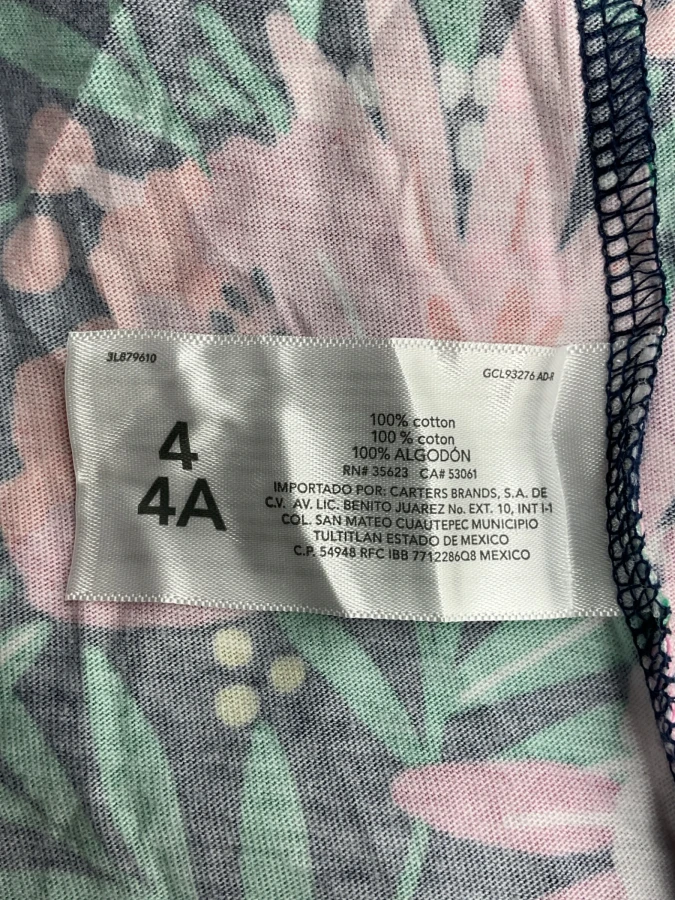 3L879610
GCL93276 AD-R
4
4A
100% cotton
100 % coton
100% ALGODÓN
RN# 35623 CA# 53061
IMPORTADO POR: CARTERS BRANDS, S.A. DE
C.V. AV. LIC. BENITO JUAREZ No. EXT. 10, INT I-1
COL. SAN MATEO CUAUTEPEC MUNICIPIO
TULTITLAN ESTADO DE MEXICO
C.P. 54948 RFC IBB 7712286Q8 MEXICO